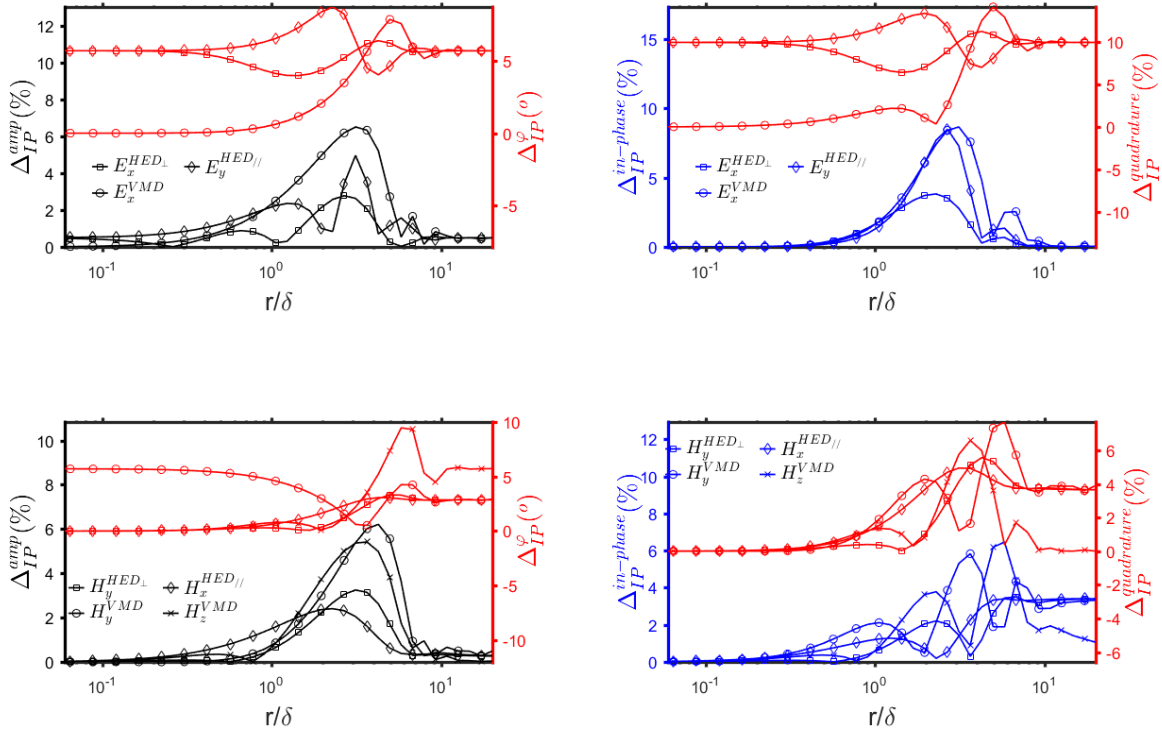 12
10
8
6
4
2
0
Δ_IP^amp(%)
5
0
-5
Δ_IP^φ(°)
E_x^{HED⊥}
E_y^{HED//}
E_x^{VMD}
10^-1
10^0
10^1
r/δ
15
10
5
0
Δ_IP^{in-phase}(%)
10
0
-10
Δ_IP^{quadrature}(%)
E_x^{HED⊥}
E_y^{HED//}
E_x^{VMD}
10^-1
10^0
10^1
r/δ
10
8
6
4
2
0
Δ_IP^amp(%)
10
5
0
-5
-10
Δ_IP^φ(°)
H_y^{HED⊥}
H_x^{HED//}
H_y^{VMD}
H_z^{VMD}
10^-1
10^0
10^1
r/δ
12
10
8
6
4
2
0
Δ_IP^{in-phase}(%)
6
4
2
0
-2
-4
-6
Δ_IP^{quadrature}(%)
H_y^{HED⊥}
H_x^{HED//}
H_y^{VMD}
H_z^{VMD}
10^-1
10^0
10^1
r/δ